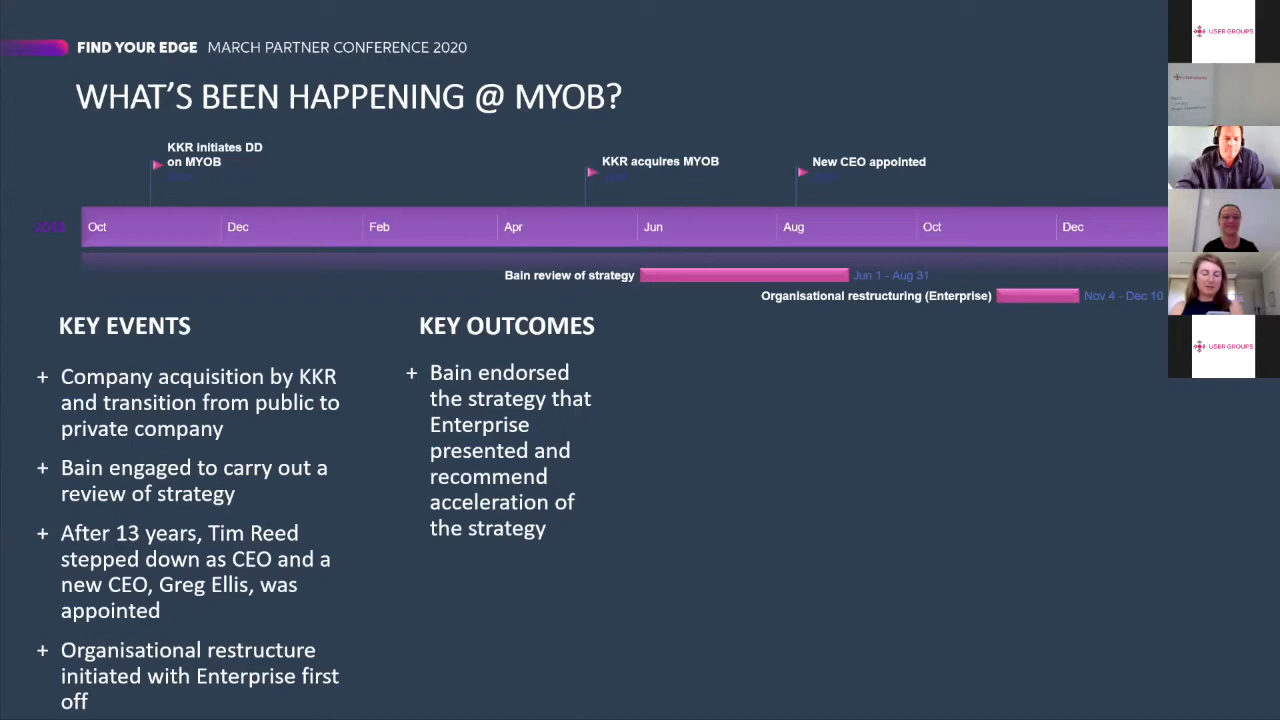 FIND YOUR EDGE MARCH PARTNER CONFERENCE 2020
WHAT'S BEEN HAPPENING @ MYOB?
KKR initiates DD
on MYOB
KKR acquires MYOB
New CEO appointed
Oct Dec Feb Apr Jun Aug Oct Dec
Bain review of strategy Jun 1 - Aug 31
Organisational restructuring (Enterprise) Nov 4 - Dec 10
KEY EVENTS
+ Company acquisition by KKR
and transition from public to
private company
+ Bain engaged to carry out a
review of strategy
+ After 13 years, Tim Reed
stepped down as CEO and a
new CEO, Greg Ellis, was
appointed
+ Organisational restructure
initiated with Enterprise first
off
KEY OUTCOMES
+ Bain endorsed
the strategy that
Enterprise
presented and
recommend
acceleration of
the strategy
USER GROUPS
USER GROUPS